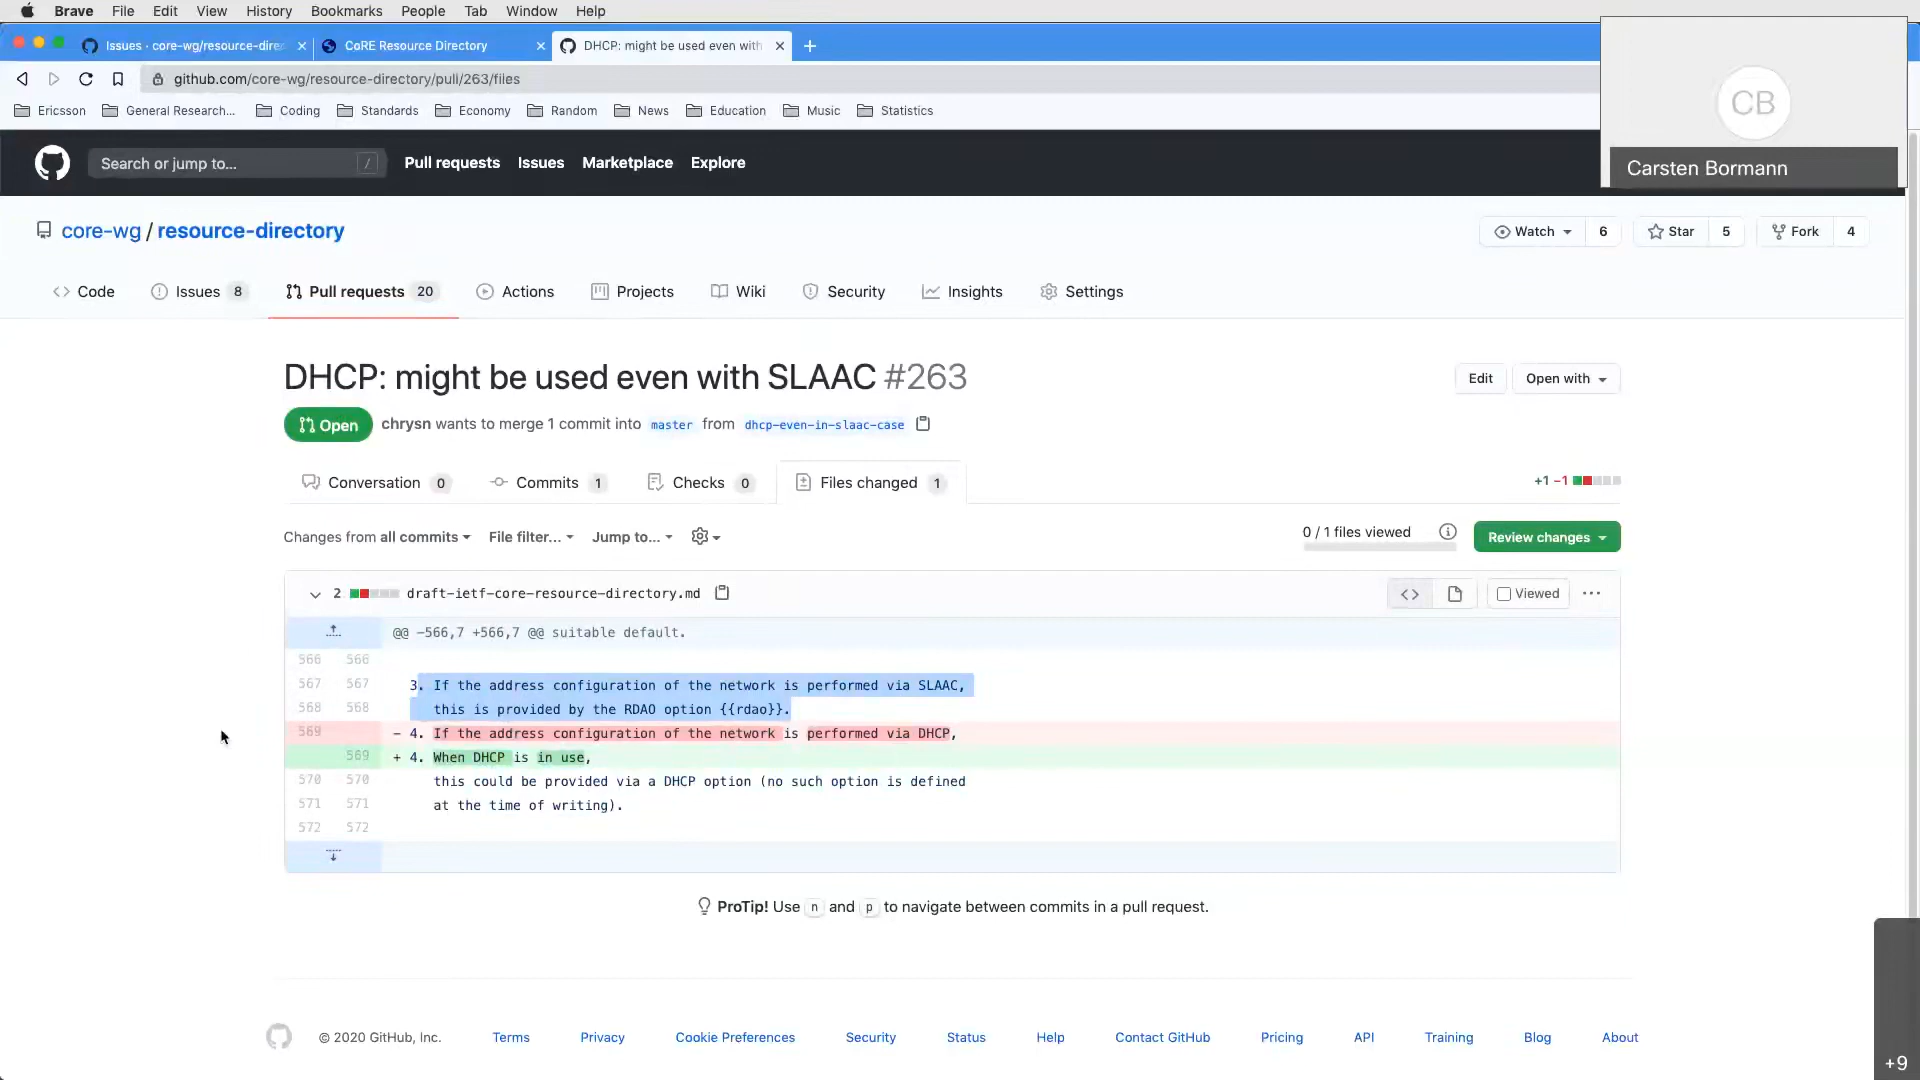 Brave File Edit View History Bookmarks People Tab Window Help
Issues · core-wg/resource-dire
CoRE Resource Directory
DHCP: might be used even with
github.com/core-wg/resource-directory/pull/263/files
Ericsson General Research... Coding Standards Economy Random News Education Music Statistics
CB
Carsten Bormann
Search or jump to... /
Pull requests Issues Marketplace Explore
core-wg / resource-directory
Watch 6 Star 5 Fork 4
Code Issues 8 Pull requests 20 Actions Projects Wiki Security Insights Settings
DHCP: might be used even with SLAAC #263
Edit Open with
Open chrysn wants to merge 1 commit into master from dhcp-even-in-slaac-case
Conversation 0 Commits 1 Checks 0 Files changed 1
+1 −1
Changes from all commits File filter... Jump to...
0 / 1 files viewed Review changes
2 draft-ietf-core-resource-directory.md
Viewed
@@ -566,7 +566,7 @@ suitable default.
566 566
567 567 3. If the address configuration of the network is performed via SLAAC,
568 568 this is provided by the RDAO option {{rdao}}.
569 - 4. If the address configuration of the network is performed via DHCP,
569 + 4. When DHCP is in use,
570 570 this could be provided via a DHCP option (no such option is defined
571 571 at the time of writing).
572 572
ProTip! Use n and p to navigate between commits in a pull request.
© 2020 GitHub, Inc. Terms Privacy Cookie Preferences Security Status Help Contact GitHub Pricing API Training Blog About
+9